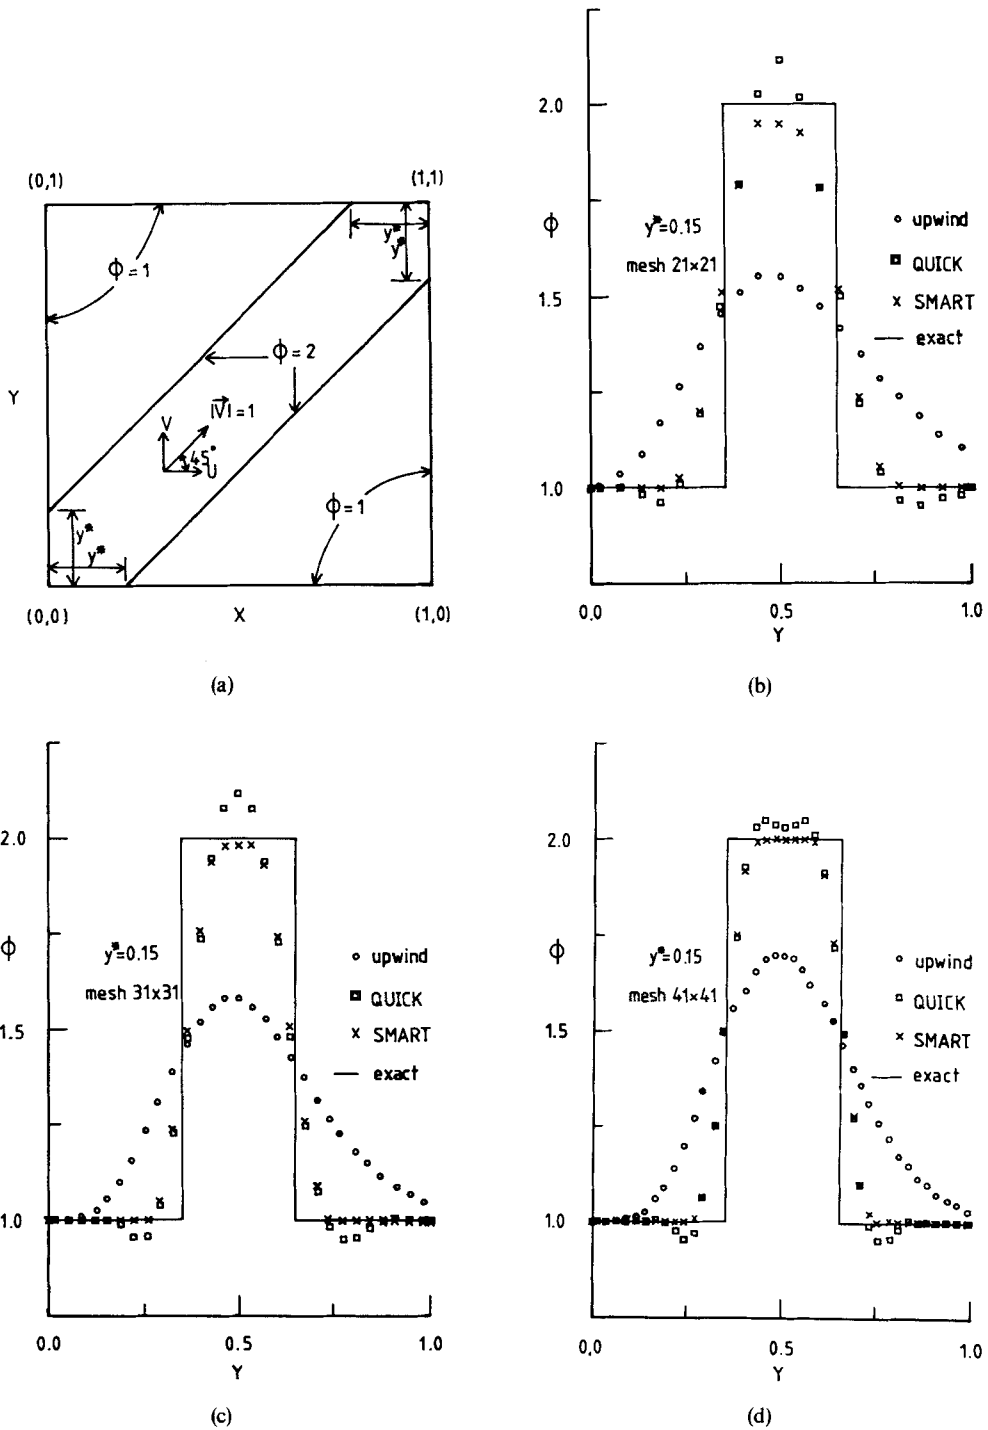 (0,1)
(1,1)
y*
y*
ϕ=1
ϕ=2
Y
|V|=1
V
45°
U
ϕ=1
y*
y*
(0,0)
X
(1,0)
(a)
2.0
ϕ
y*=0.15
mesh 21×21
upwind
QUICK
SMART
exact
1.5
1.0
0.0
0.5
1.0
Y
(b)
2.0
ϕ
y*=0.15
mesh 31×31
upwind
QUICK
SMART
exact
1.5
1.0
0.0
0.5
1.0
Y
(c)
2.0
ϕ
y*=0.15
mesh 41×41
upwind
QUICK
SMART
exact
1.5
1.0
0,0
0.5
1.0
Y
(d)